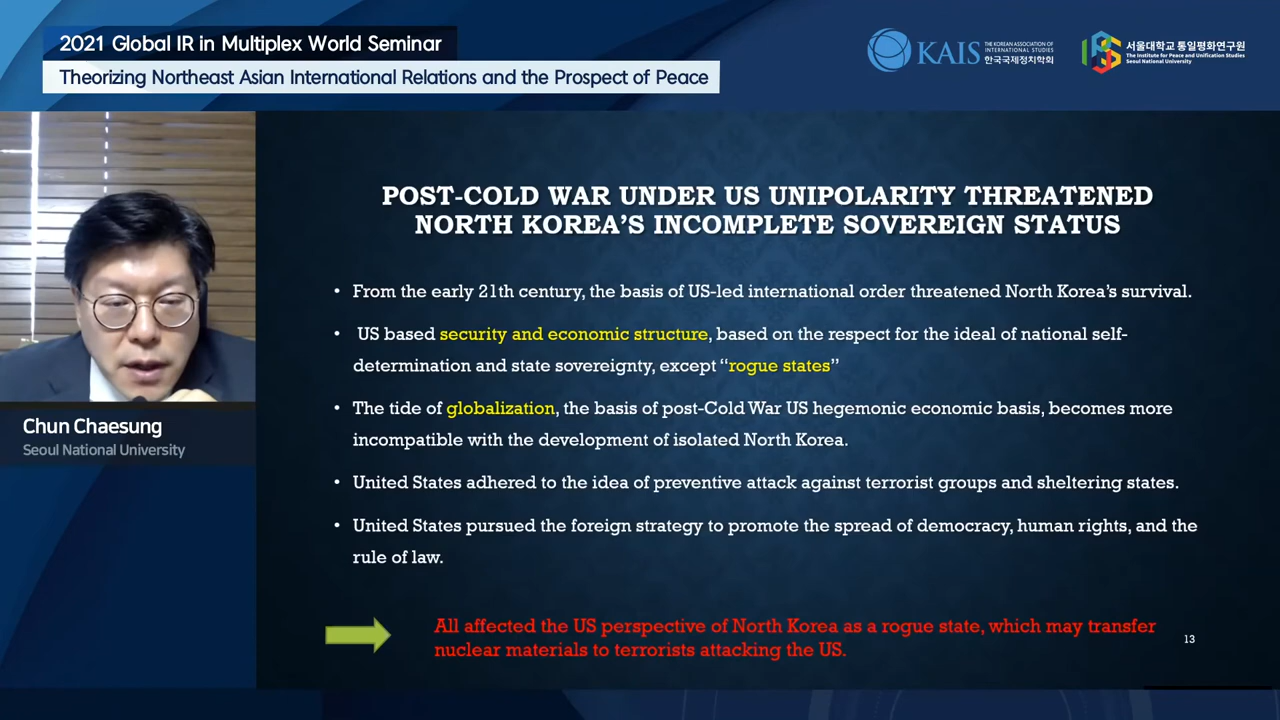 2021 Global IR in Multiplex World Seminar
Theorizing Northeast Asian International Relations and the Prospect of Peace
KAIS
THE KOREAN ASSOCIATION OF
INTERNATIONAL STUDIES
한국국제정치학회
서울대학교 통일평화연구원
The Institute for Peace and Unification Studies
Seoul National University
POST-COLD WAR UNDER US UNIPOLARITY THREATENED
NORTH KOREA'S INCOMPLETE SOVEREIGN STATUS
• From the early 21th century, the basis of US-led international order threatened North Korea's survival.
• US based security and economic structure, based on the respect for the ideal of national self-
determination and state sovereignty, except “rogue states”
• The tide of globalization, the basis of post-Cold War US hegemonic economic basis, becomes more
incompatible with the development of isolated North Korea.
• United States adhered to the idea of preventive attack against terrorist groups and sheltering states.
• United States pursued the foreign strategy to promote the spread of democracy, human rights, and the
rule of law.
All affected the US perspective of North Korea as a rogue state, which may transfer
nuclear materials to terrorists attacking the US.
13
Chun Chaesung
Seoul National University